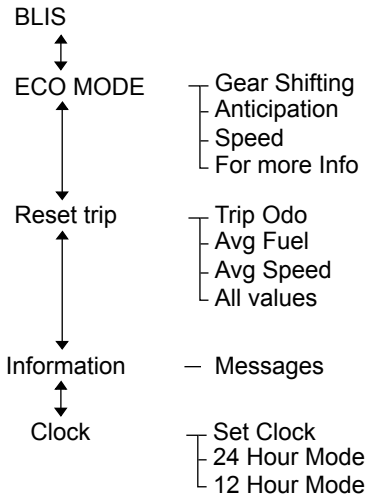 BLIS
ECO MODE
Gear Shifting
Anticipation
Speed
For more Info
Reset trip
Trip Odo
Avg Fuel
Avg Speed
All values
Information
Messages
Clock
Set Clock
24 Hour Mode
12 Hour Mode